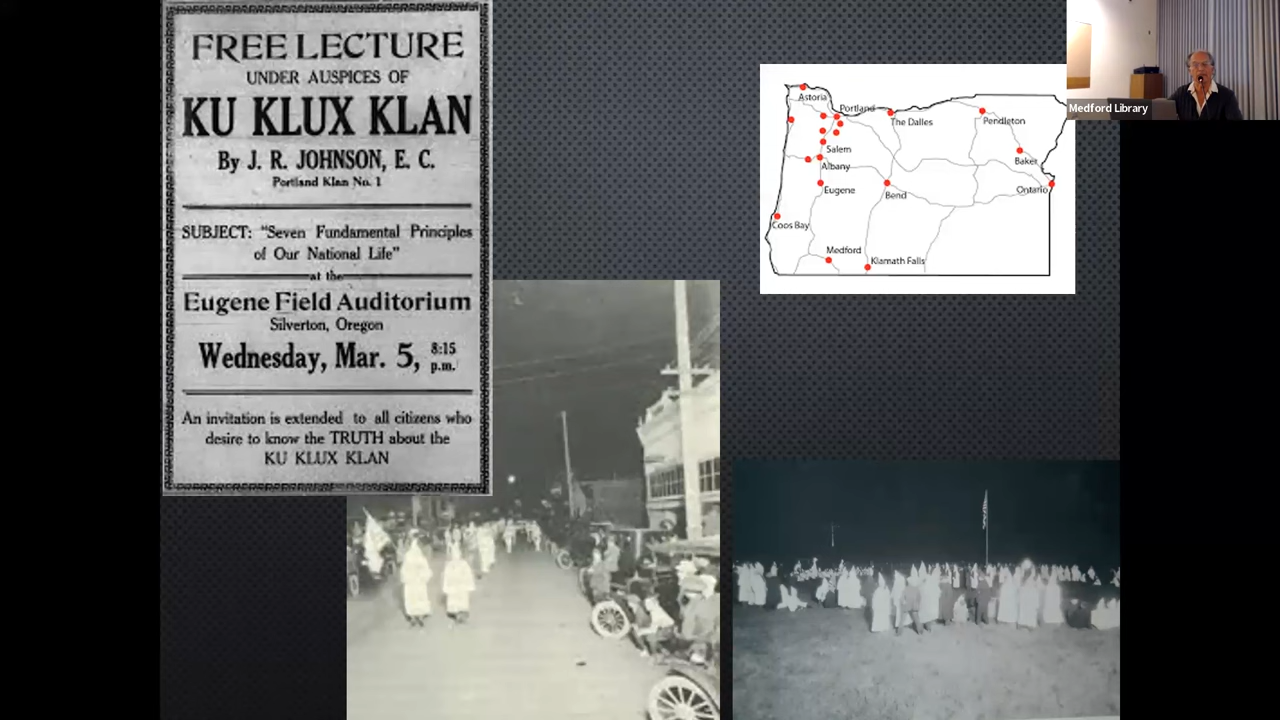 FREE LECTURE
UNDER AUSPICES OF
KU KLUX KLAN
By J. R. JOHNSON, E. C.
Portland Klan No. 1
SUBJECT: "Seven Fundamental Principles
of Our National Life"
at the
Eugene Field Auditorium
Silverton, Oregon
Wednesday, Mar. 5, 8:15
p.m.
An invitation is extended to all citizens who
desire to know the TRUTH about the
KU KLUX KLAN
Astoria
Portland
The Dalles
Pendleton
Salem
Baker
Albany
Ontario
Eugene
Bend
Coos Bay
Medford
Klamath Falls
Medford Library